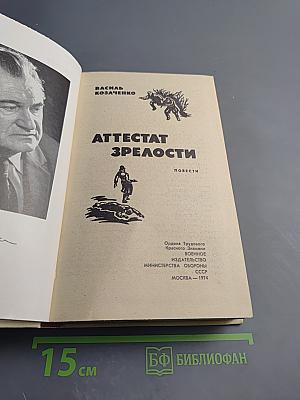 ВАСИЛЬ
КОЗАЧЕНКО
АТТЕСТАТ
ЗРЕЛОСТИ
ПОВЕСТИ
Ордена Трудового
Красного Знамени
ВОЕННОЕ
ИЗДАТЕЛЬСТВО
МИНИСТЕРСТВА ОБОРОНЫ
СССР
МОСКВА — 1974
15 см
БФ БИБЛИОФАН